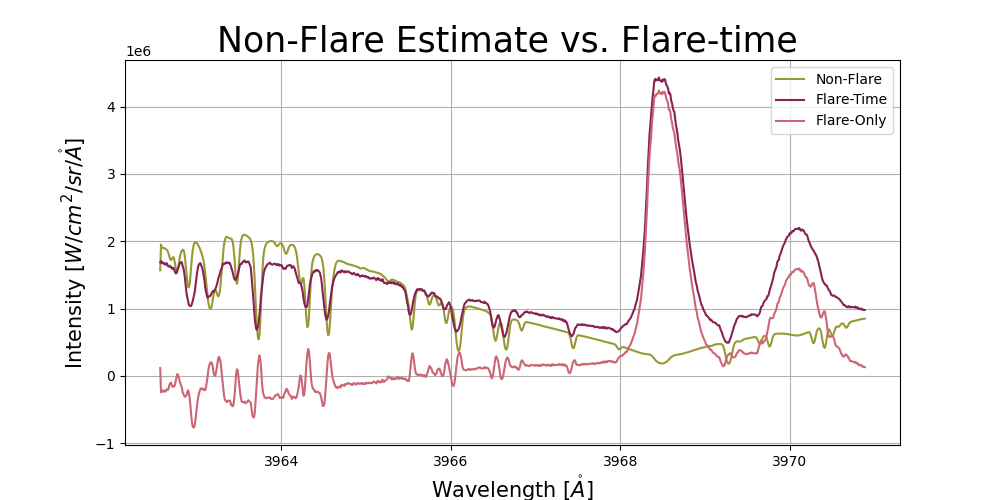 Non-Flare Estimate vs. Flare-time
1e6
Non-Flare
Flare-Time
Flare-Only
4
3
2
1
0
−1
Intensity [W/cm²/sr/Å]
3964 3966 3968 3970
Wavelength [Å]